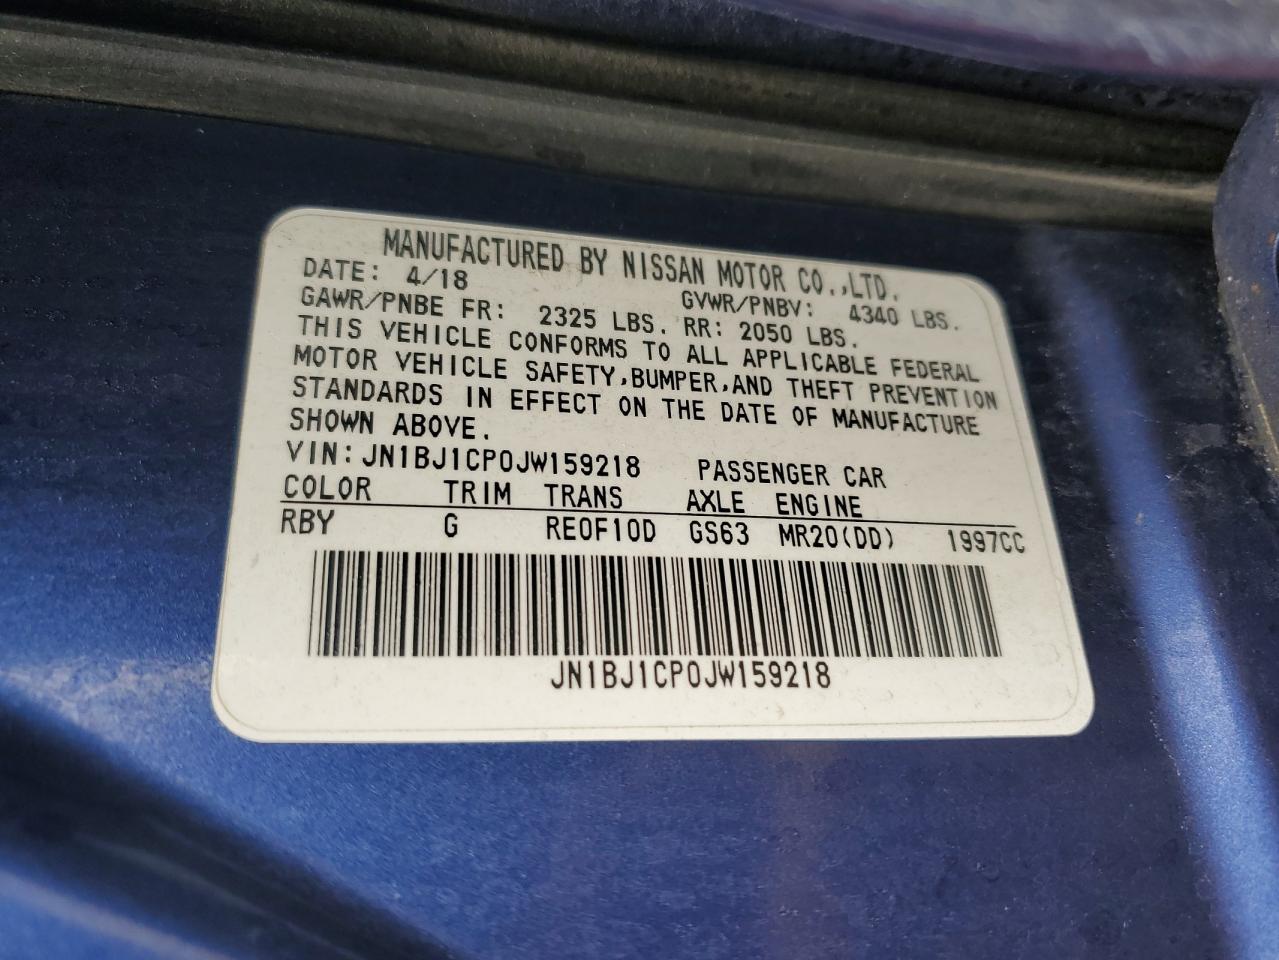 MANUFACTURED BY NISSAN MOTOR CO.,LTD.
DATE: 4/18 GVWR/PNBV: 4340 LBS.
GAWR/PNBE FR: 2325 LBS. RR: 2050 LBS.
THIS VEHICLE CONFORMS TO ALL APPLICABLE FEDERAL
MOTOR VEHICLE SAFETY,BUMPER,AND THEFT PREVENTION
STANDARDS IN EFFECT ON THE DATE OF MANUFACTURE
SHOWN ABOVE.
VIN:JN1BJ1CP0JW159218 PASSENGER CAR
COLOR TRIM TRANS AXLE ENGINE
RBY G RE0F10D GS63 MR20(DD) 1997CC
JN1BJ1CP0JW159218